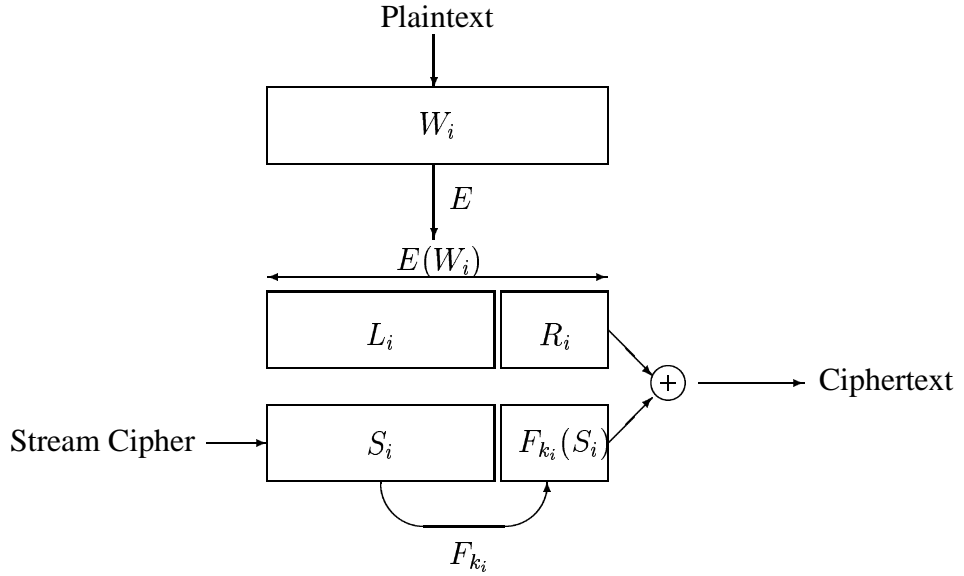 Plaintext
W_i
E
E(W_i)
L_i
R_i
+
Ciphertext
Stream Cipher
S_i
F_{k_i}(S_i)
F_{k_i}